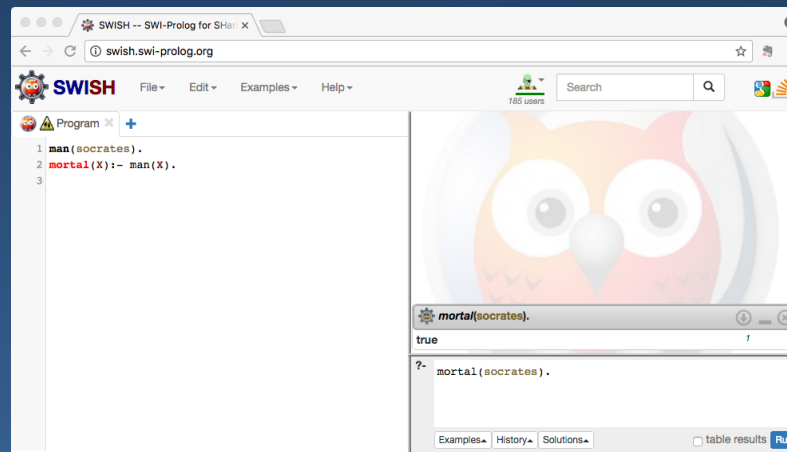 SWISH -- SWI-Prolog for SHar
swish.swi-prolog.org
SWISH File Edit Examples Help 185 users Search
Program
1 man(socrates).
2 mortal(X):- man(X).
3
mortal(socrates).
true 1
?- mortal(socrates).
Examples History Solutions table results Ru